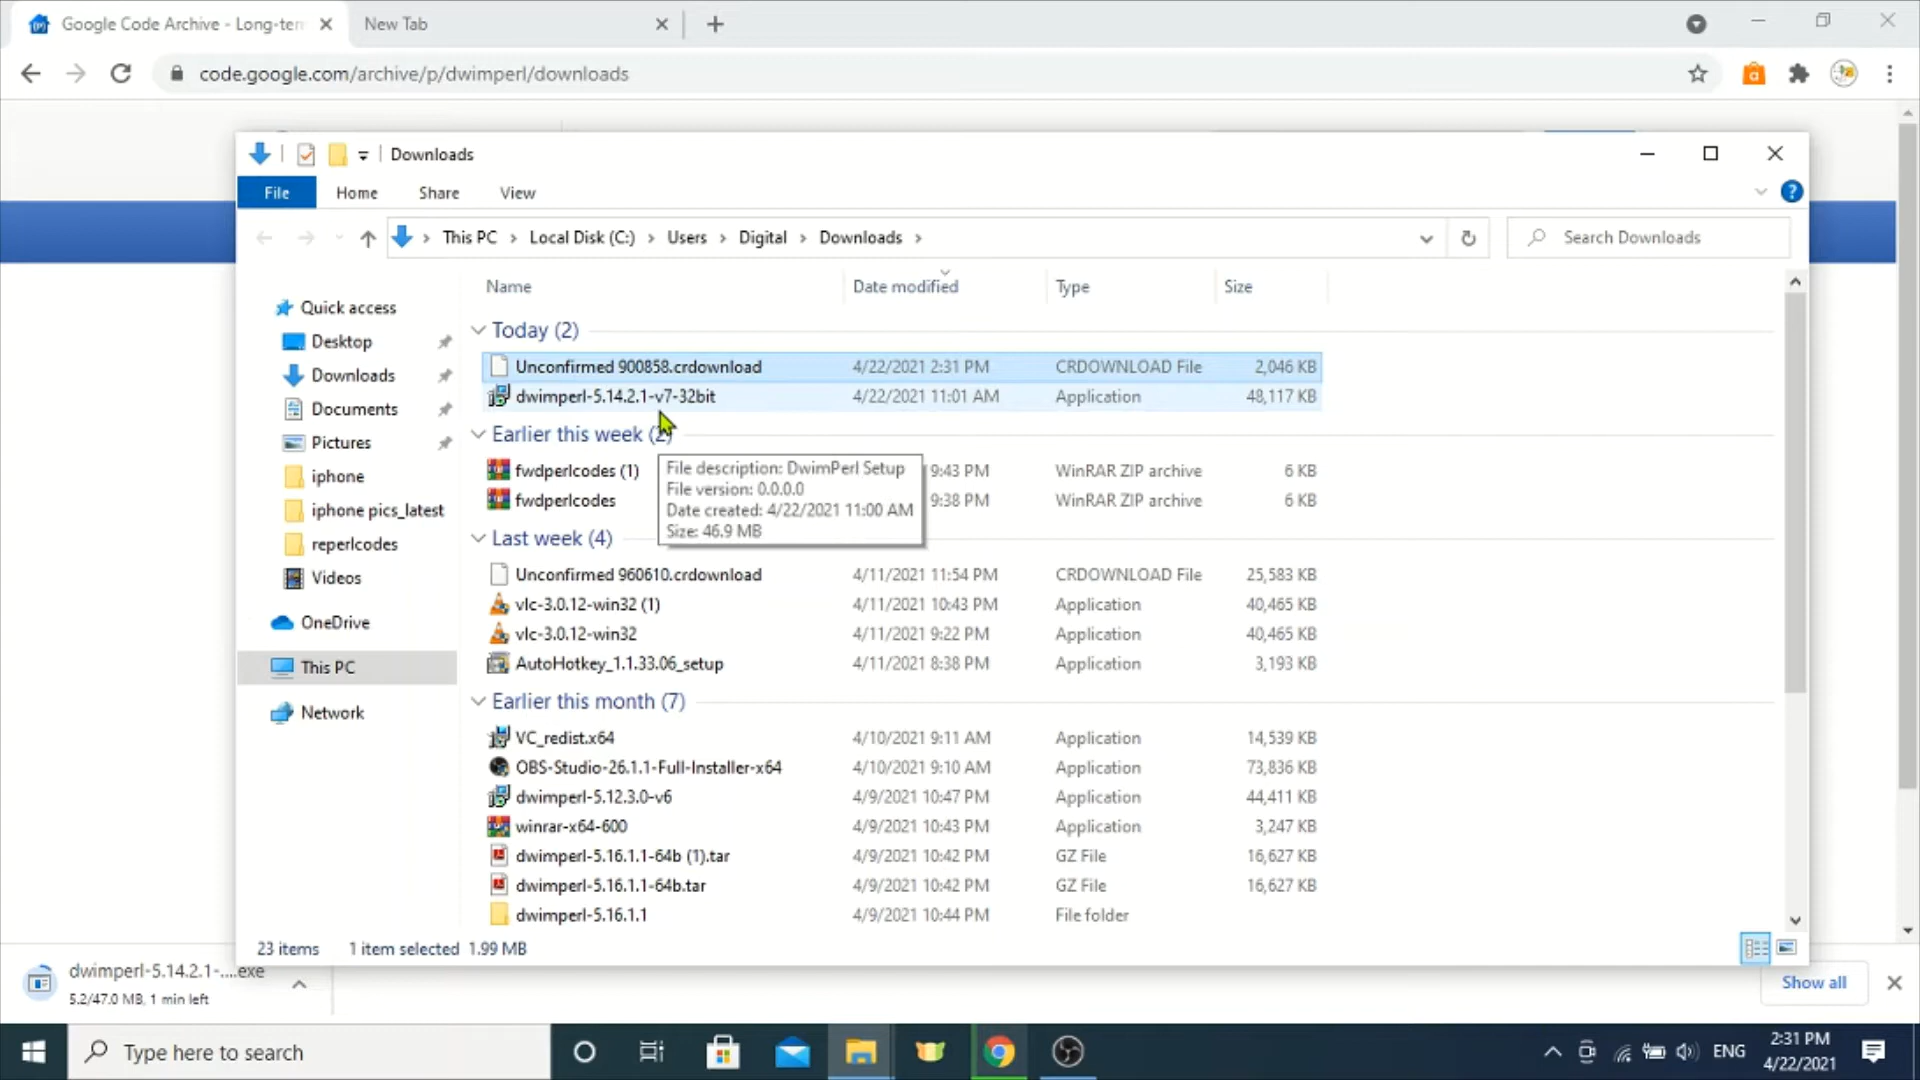 Google Code Archive - Long-ter
New Tab
code.google.com/archive/p/dwimperl/downloads
Downloads
File Home Share View
This PC Local Disk (C:) Users Digital Downloads
Search Downloads
Name Date modified Type Size
Quick access
Desktop
Downloads
Documents
Pictures
iphone
iphone pics_latest
reperlcodes
Videos
OneDrive
This PC
Network
Today (2)
Unconfirmed 900858.crdownload 4/22/2021 2:31 PM CRDOWNLOAD File 2,046 KB
dwimperl-5.14.2.1-v7-32bit 4/22/2021 11:01 AM Application 48,117 KB
Earlier this week (2)
fwdperlcodes (1) 9:43 PM WinRAR ZIP archive 6 KB
fwdperlcodes 9:38 PM WinRAR ZIP archive 6 KB
File description: DwimPerl Setup
File version: 0.0.0.0
Date created: 4/22/2021 11:00 AM
Size: 46.9 MB
Last week (4)
Unconfirmed 960610.crdownload 4/11/2021 11:54 PM CRDOWNLOAD File 25,583 KB
vlc-3.0.12-win32 (1) 4/11/2021 10:43 PM Application 40,465 KB
vlc-3.0.12-win32 4/11/2021 9:22 PM Application 40,465 KB
AutoHotkey_1.1.33.06_setup 4/11/2021 8:38 PM Application 3,193 KB
Earlier this month (7)
VC_redist.x64 4/10/2021 9:11 AM Application 14,539 KB
OBS-Studio-26.1.1-Full-Installer-x64 4/10/2021 9:10 AM Application 73,836 KB
dwimperl-5.12.3.0-v6 4/9/2021 10:47 PM Application 44,411 KB
winrar-x64-600 4/9/2021 10:43 PM Application 3,247 KB
dwimperl-5.16.1.1-64b (1).tar 4/9/2021 10:42 PM GZ File 16,627 KB
dwimperl-5.16.1.1-64b.tar 4/9/2021 10:42 PM GZ File 16,627 KB
dwimperl-5.16.1.1 4/9/2021 10:44 PM File folder
23 items 1 item selected 1.99 MB
dwimperl-5.14.2.1-....exe
5.2/47.0 MB, 1 min left
Show all
Type here to search
ENG
2:31 PM
4/22/2021